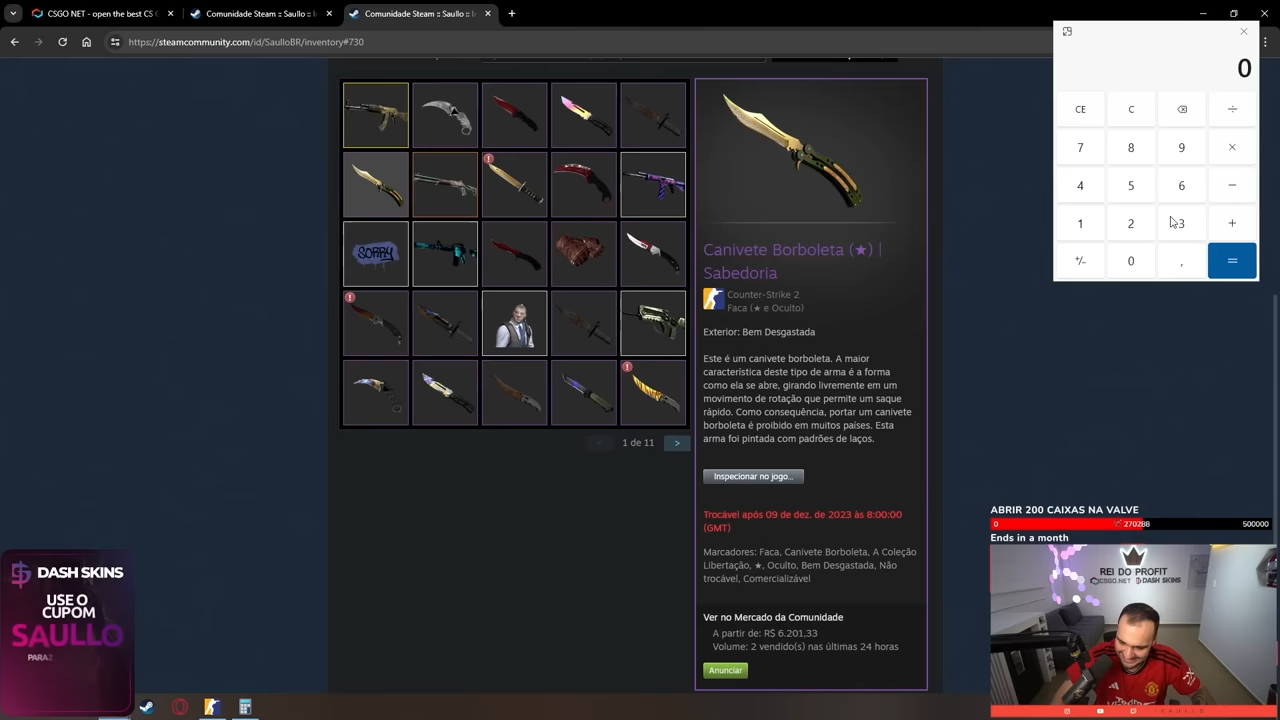 CSGO NET - open the best CS G
Comunidade Steam :: Saullo :: I
Comunidade Steam :: Saullo :: I
https://steamcommunity.com/id/SaulloBR/inventory#730
0
CE C ÷
7 8 9 ×
4 5 6 −
1 2 3 +
+/− 0 , =
SORRY
1 de 11 >
Canivete Borboleta (★) |
Sabedoria
Counter-Strike 2
Faca (★ e Oculto)
Exterior: Bem Desgastada
Este é um canivete borboleta. A maior
característica deste tipo de arma é a forma
como ela se abre, girando livremente em um
movimento de rotação que permite um saque
rápido. Como consequência, portar um canivete
borboleta é proibido em muitos países. Esta
arma foi pintada com padrões de laços.
Inspecionar no jogo...
Trocável após 09 de dez. de 2023 às 8:00:00
(GMT)
Marcadores: Faca, Canivete Borboleta, A Coleção
Libertação, ★, Oculto, Bem Desgastada, Não
trocável, Comercializável
Ver no Mercado da Comunidade
A partir de: R$ 6.201,33
Volume: 2 vendido(s) nas últimas 24 horas
Anunciar
ABRIR 200 CAIXAS NA VALVE
0 270288 500000
Ends in a month
REI DO PROFIT
CSGO.NET DASH SKINS
DASH SKINS
USE O
CUPOM
SAULLO
PARA